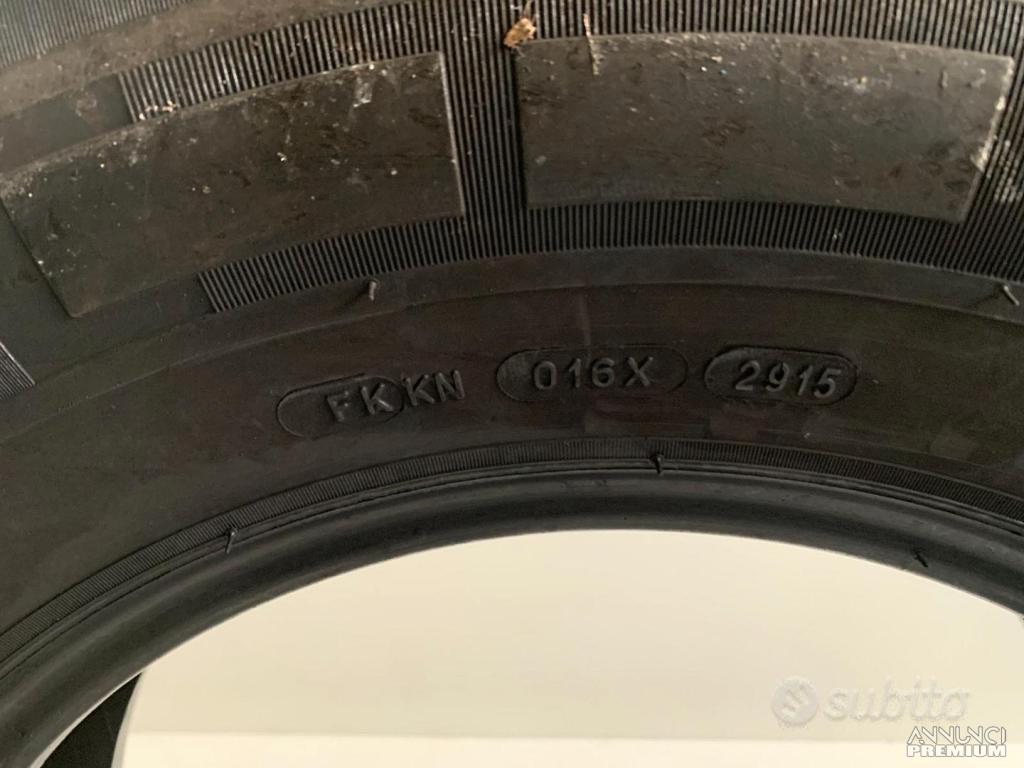 FKKN 016X 2915
subito
ANNUNCI
PREMIUM